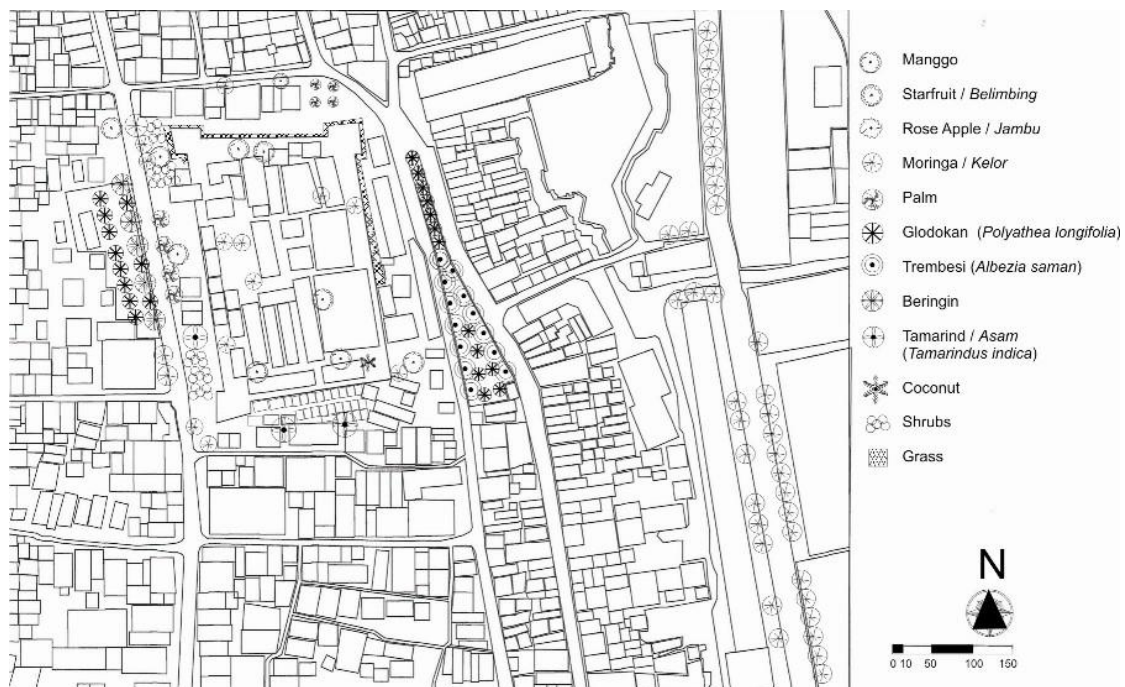 Manggo
Starfruit / Belimbing
Rose Apple / Jambu
Moringa / Kelor
Palm
Glodokan (Polyathea longifolia)
Trembesi (Albezia saman)
Beringin
Tamarind / Asam
(Tamarindus indica)
Coconut
Shrubs
Grass
N
0 10 50 100 150